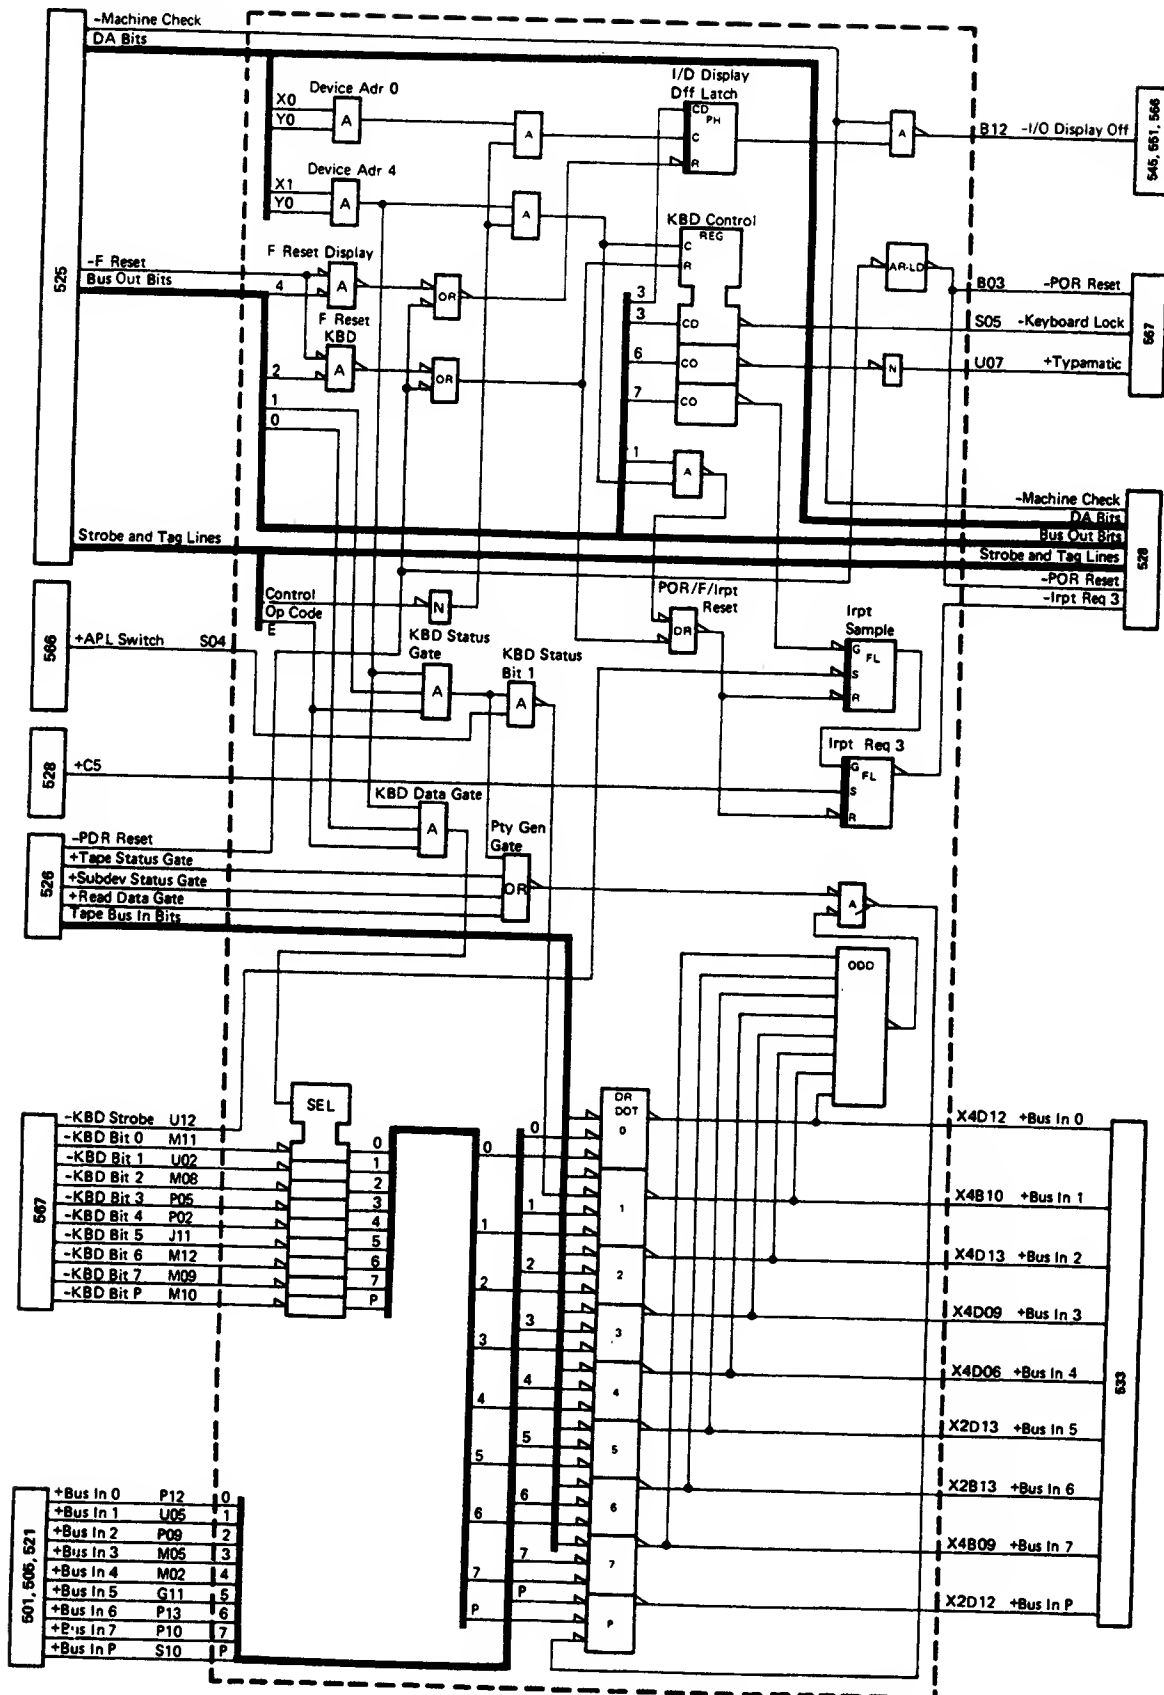 -Machine Check
DA Bits
525
Device Adr 0
X0
Y0
A
A
I/D Display
Dff Latch
CD
PH
C
R
A
B12 -I/O Display Off
545, 551, 566
Device Adr 4
X1
Y0
A
A
KBD Control
REG
C
R
-F Reset
Bus Out Bits
F Reset Display
4
A
OR
F Reset
KBD
2
A
OR
1
0
3
3
CD
6
CO
7
CO
1
A
AR-LD
B03 -POR Reset
S05 -Keyboard Lock
N
U07 +Typamatic
567
-Machine Check
DA Bits
Bus Out Bits
Strobe and Tag Lines
-POR Reset
-Irpt Req 3
528
Strobe and Tag Lines
Control
Op Code
E
N
POR/F/Irpt
Reset
DR
Irpt
Sample
G
FL
S
R
566
+APL Switch S04
KBD Status
Gate
A
KBD Status
Bit 1
A
528
+C5
Irpt Req 3
G
FL
S
R
KBD Data Gate
A
526
-PDR Reset
+Tape Status Gate
+Subdev Status Gate
+Read Data Gate
Tape Bus In Bits
Pty Gen
Gate
OR
A
ODD
567
-KBD Strobe U12
-KBD Bit 0 M11
-KBD Bit 1 U02
-KBD Bit 2 M08
-KBD Bit 3 P05
-KBD Bit 4 P02
-KBD Bit 5 J11
-KBD Bit 6 M12
-KBD Bit 7 M09
-KBD Bit P M10
SEL
0
1
2
3
4
5
6
7
P
0
1
2
3
4
5
6
7
P
0
1
2
3
4
5
6
7
P
DR
DOT
0
1
2
3
4
5
6
7
P
X4D12 +Bus In 0
X4B10 +Bus In 1
X4D13 +Bus In 2
X4D09 +Bus In 3
X4D06 +Bus In 4
X2D13 +Bus In 5
X2B13 +Bus In 6
X4B09 +Bus In 7
X2D12 +Bus In P
533
501, 505, 521
+Bus In 0 P12 0
+Bus In 1 U05 1
+Bus In 2 P09 2
+Bus In 3 M05 3
+Bus In 4 M02 4
+Bus In 5 G11 5
+Bus In 6 P13 6
+Bus In 7 P10 7
+Bus In P S10 P